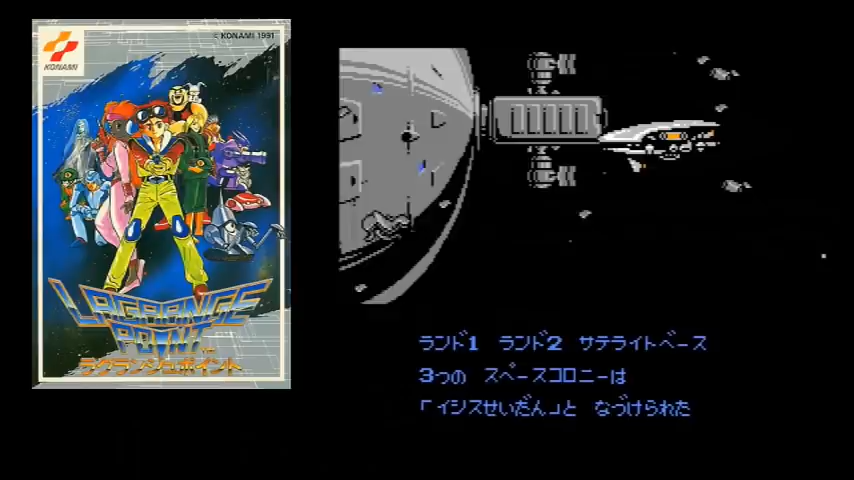 © KONAMI 1991
KONAMI
LAGRANGE
POINT
ラグランジュポイント
ランド1 ランド2 サテライトベース
3つの スペースコロニーは
「イシスせいだん」と なづけられた